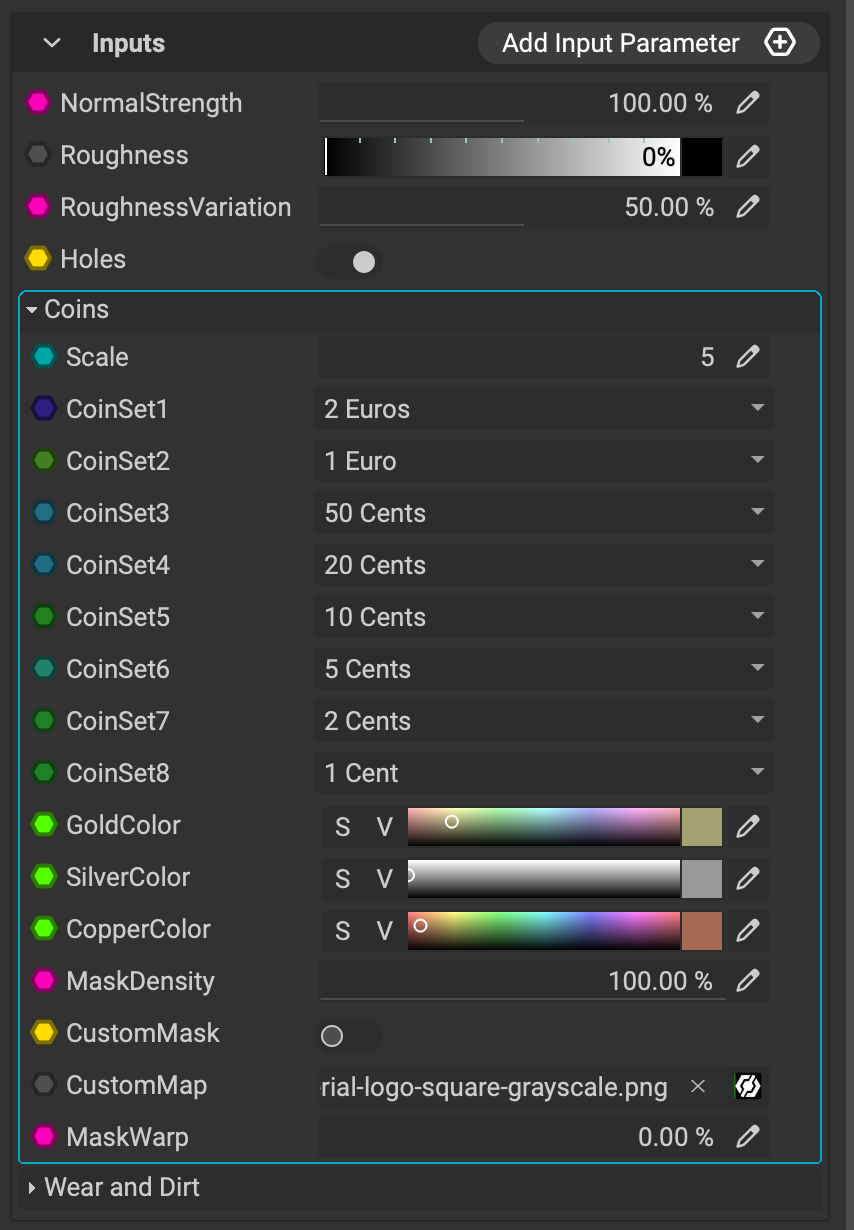 Inputs Add Input Parameter
NormalStrength 100.00 %
Roughness 0%
RoughnessVariation 50.00 %
Holes
Coins
Scale 5
CoinSet1 2 Euros
CoinSet2 1 Euro
CoinSet3 50 Cents
CoinSet4 20 Cents
CoinSet5 10 Cents
CoinSet6 5 Cents
CoinSet7 2 Cents
CoinSet8 1 Cent
GoldColor S V
SilverColor S V
CopperColor S V
MaskDensity 100.00 %
CustomMask
CustomMap rial-logo-square-grayscale.png
MaskWarp 0.00 %
Wear and Dirt